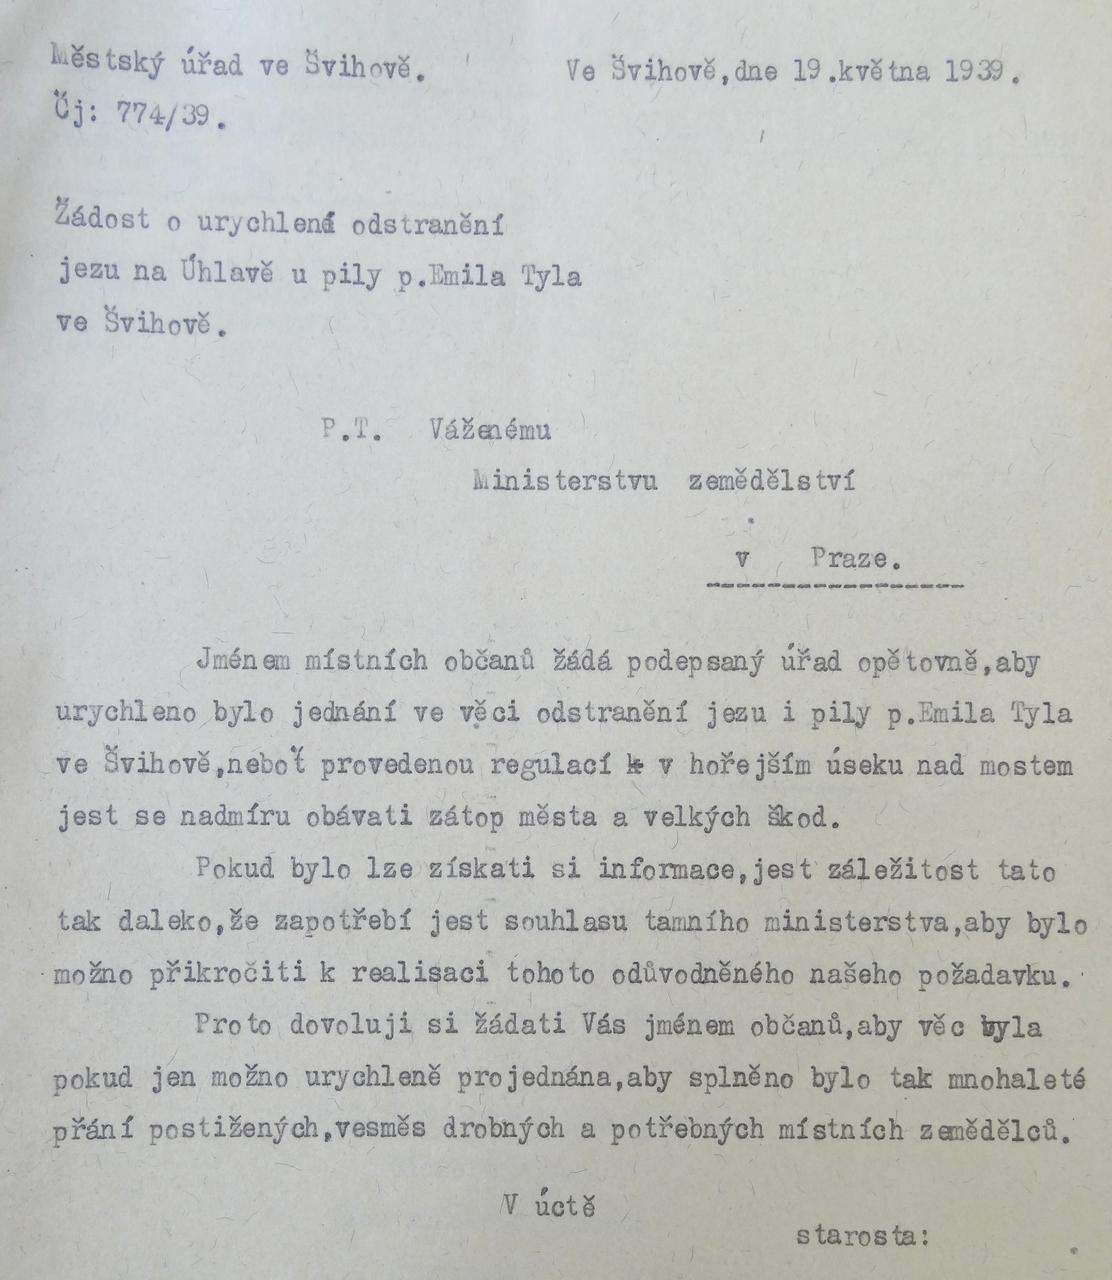 Městský úřad ve Švihově. Ve Švihově,dne 19.května 1939.
Čj: 774/39.
Žádost o urychlené odstranění
jezu na Úhlavě u pily p.Emila Tyla
ve Švihově.
P.T. Váženému
Ministerstvu zemědělství
v Praze.
Jménem místních občanů žádá podepsaný úřad opětovně,aby
urychleno bylo jednání ve věci odstranění jezu i pily p.Emila Tyla
ve Švihově,neboť provedenou regulací k v hořejším úseku nad mostem
jest se nadmíru obávati zátop města a velkých škod.
Pokud bylo lze získati si informace,jest záležitost tato
tak daleko,že zapotřebí jest souhlasu tamního ministerstva,aby bylo
možno přikročiti k realisaci tohoto odůvodněného našeho požadavku.
Proto dovoluji si žádati Vás jménem občanů,aby věc byla
pokud jen možno urychleně projednána,aby splněno bylo tak mnohaleté
přání postižených,vesměs drobných a potřebných místních zemědělců.
V úctě
starosta: